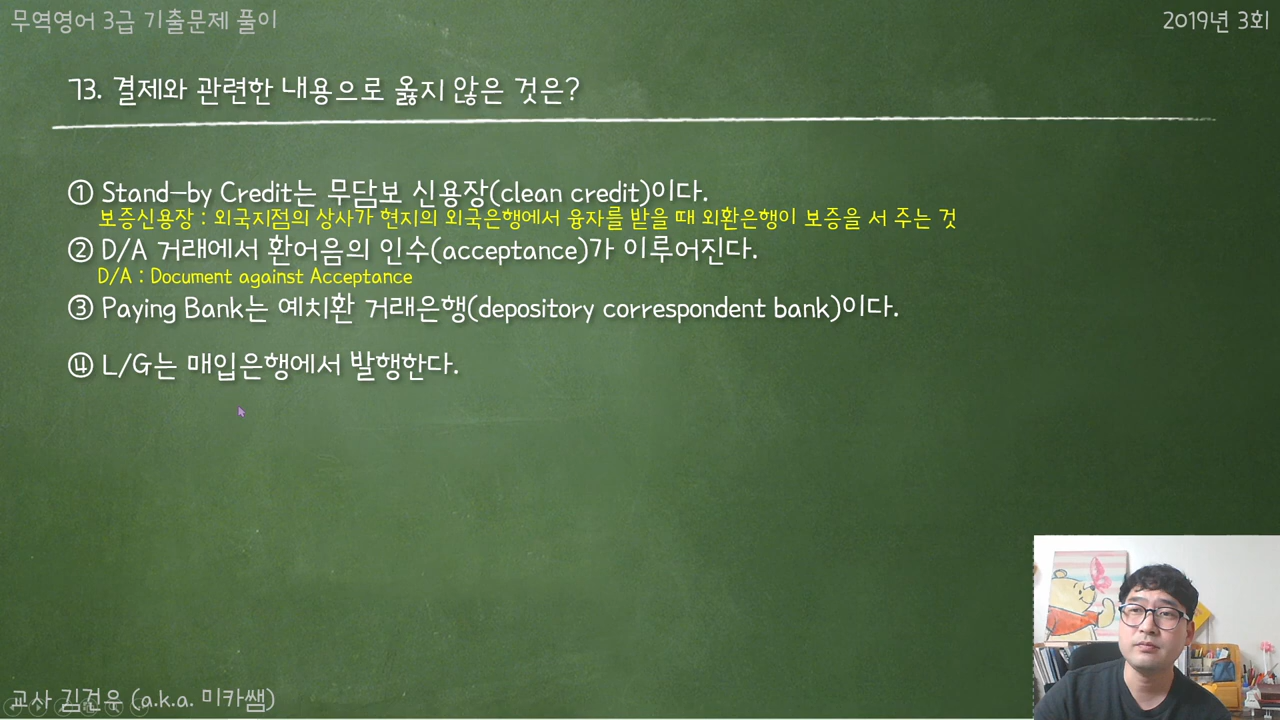 무역영어 3급 기출문제 풀이
2019년 3회
73. 결제와 관련한 내용으로 옳지 않은 것은?
① Stand-by Credit는 무담보 신용장(clean credit)이다.
보증신용장 : 외국지점의 상사가 현지의 외국은행에서 융자를 받을 때 외환은행이 보증을 서 주는 것
② D/A 거래에서 환어음의 인수(acceptance)가 이루어진다.
D/A : Document against Acceptance
③ Paying Bank는 예치환 거래은행(depository correspondent bank)이다.
④ L/G는 매입은행에서 발행한다.
교사 김건우 (a.k.a. 미카쌤)